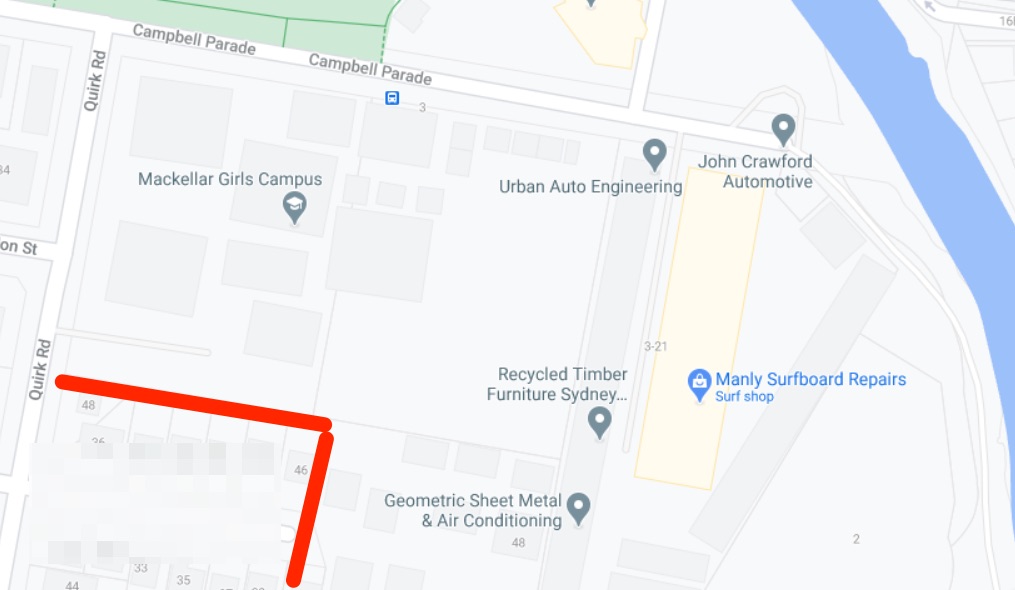 16
Campbell Parade
Campbell Parade
Quirk Rd
3
John Crawford
Automotive
34
Mackellar Girls Campus
Urban Auto Engineering
on St
3-21
Quirk Rd
Recycled Timber
Furniture Sydney...
Manly Surfboard Repairs
Surf shop
48
36
46
Geometric Sheet Metal
& Air Conditioning
48
2
33
35
44